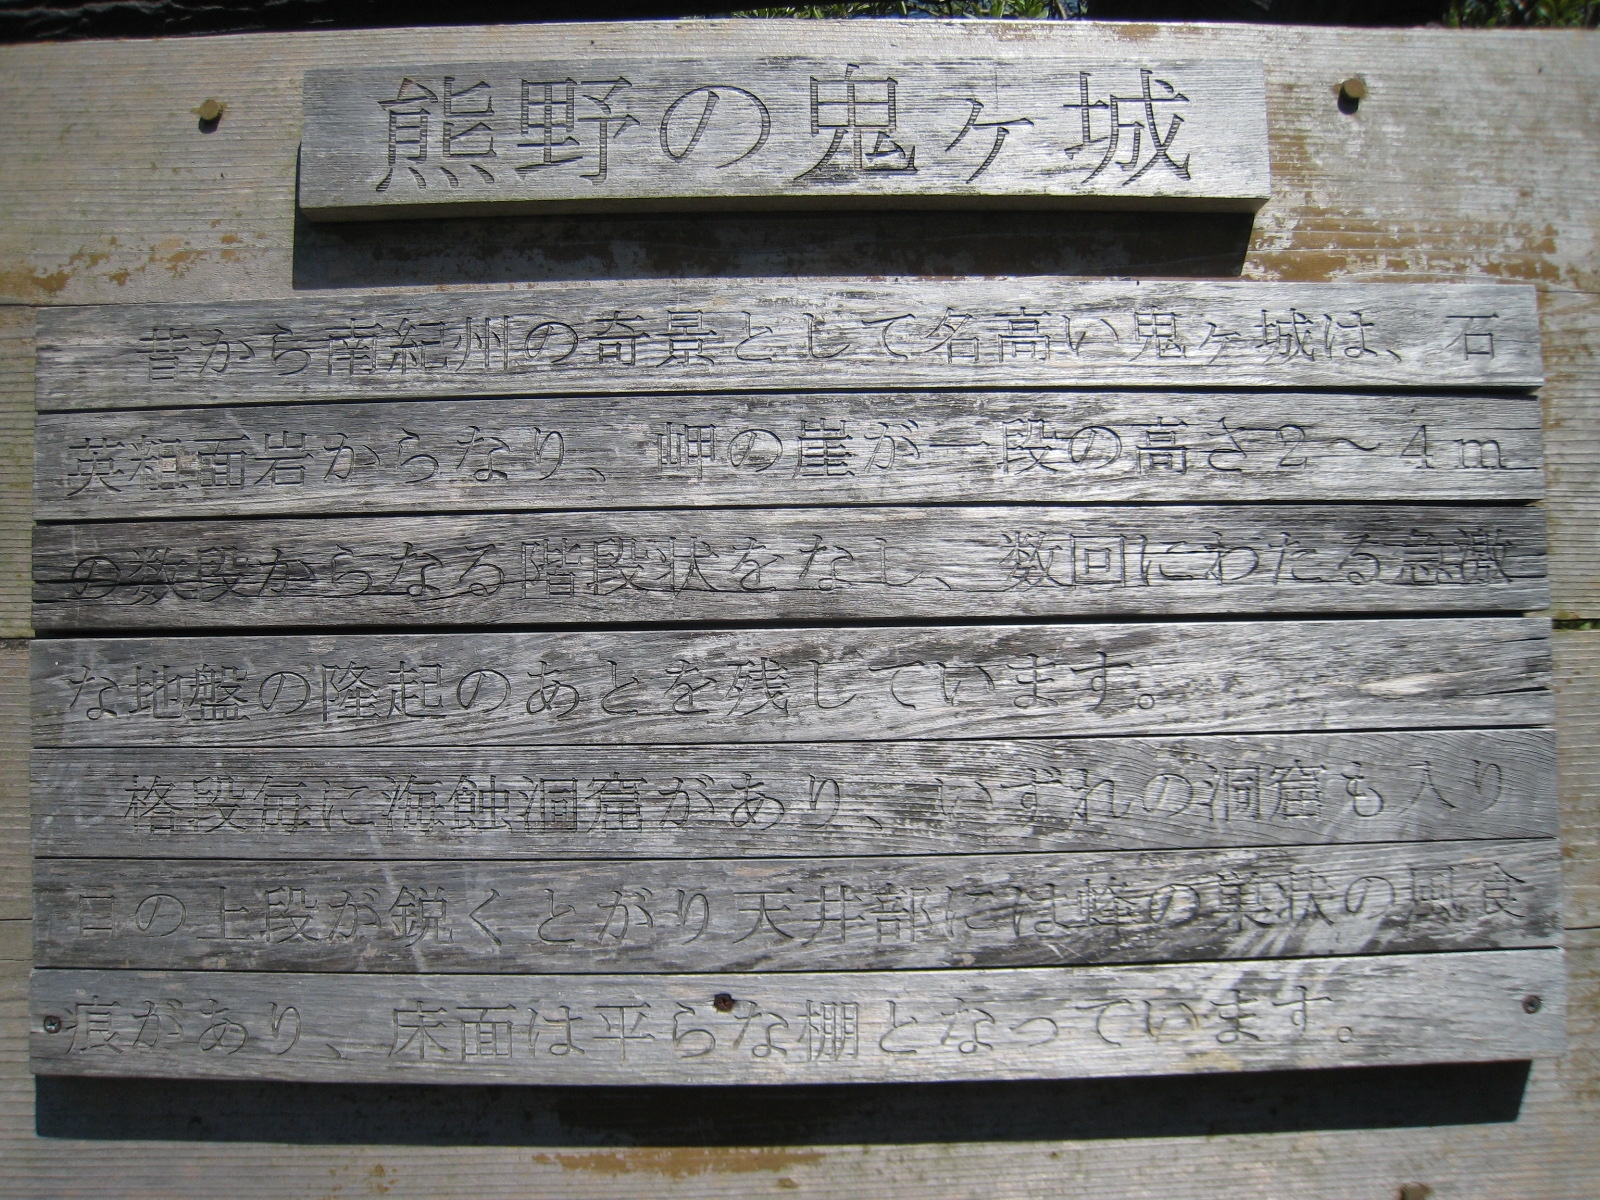 熊野の鬼ヶ城
昔から南紀州の奇景として名高い鬼ヶ城は、石
英粗面岩からなり、岬の崖が一段の高さ2～4m
の数段からなる階段状をなし、数回にわたる急激
な地盤の隆起のあとを残しています。
格段毎に海蝕洞窟があり、いずれの洞窟も入り
口の上段が鋭くとがり天井部には蜂の巣状の風食
痕があり、床面は平らな棚となっています。